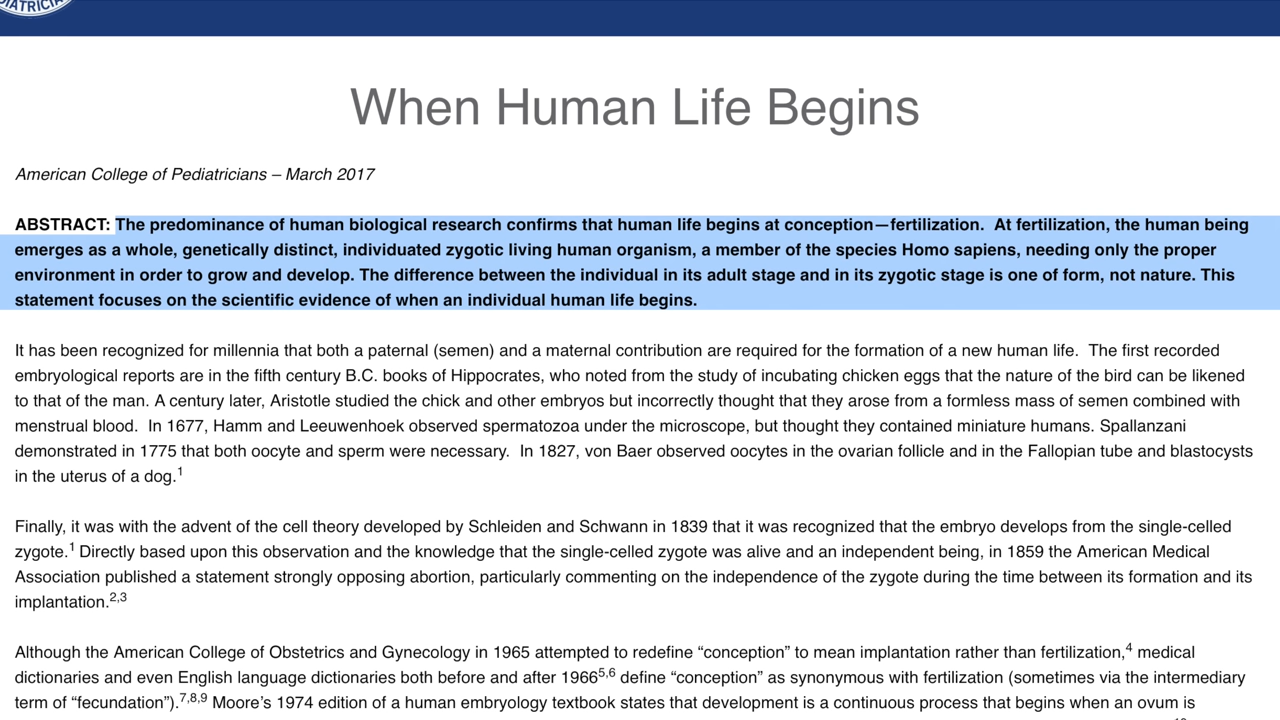 When Human Life Begins
American College of Pediatricians – March 2017
ABSTRACT: The predominance of human biological research confirms that human life begins at conception—fertilization.  At fertilization, the human being
emerges as a whole, genetically distinct, individuated zygotic living human organism, a member of the species Homo sapiens, needing only the proper
environment in order to grow and develop. The difference between the individual in its adult stage and in its zygotic stage is one of form, not nature. This
statement focuses on the scientific evidence of when an individual human life begins.
It has been recognized for millennia that both a paternal (semen) and a maternal contribution are required for the formation of a new human life.  The first recorded
embryological reports are in the fifth century B.C. books of Hippocrates, who noted from the study of incubating chicken eggs that the nature of the bird can be likened
to that of the man. A century later, Aristotle studied the chick and other embryos but incorrectly thought that they arose from a formless mass of semen combined with
menstrual blood.  In 1677, Hamm and Leeuwenhoek observed spermatozoa under the microscope, but thought they contained miniature humans. Spallanzani
demonstrated in 1775 that both oocyte and sperm were necessary.  In 1827, von Baer observed oocytes in the ovarian follicle and in the Fallopian tube and blastocysts
in the uterus of a dog.1
Finally, it was with the advent of the cell theory developed by Schleiden and Schwann in 1839 that it was recognized that the embryo develops from the single-celled
zygote.1 Directly based upon this observation and the knowledge that the single-celled zygote was alive and an independent being, in 1859 the American Medical
Association published a statement strongly opposing abortion, particularly commenting on the independence of the zygote during the time between its formation and its
implantation.2,3
Although the American College of Obstetrics and Gynecology in 1965 attempted to redefine “conception” to mean implantation rather than fertilization,4 medical
dictionaries and even English language dictionaries both before and after 19665,6 define “conception” as synonymous with fertilization (sometimes via the intermediary
term of “fecundation”).7,8,9 Moore’s 1974 edition of a human embryology textbook states that development is a continuous process that begins when an ovum is